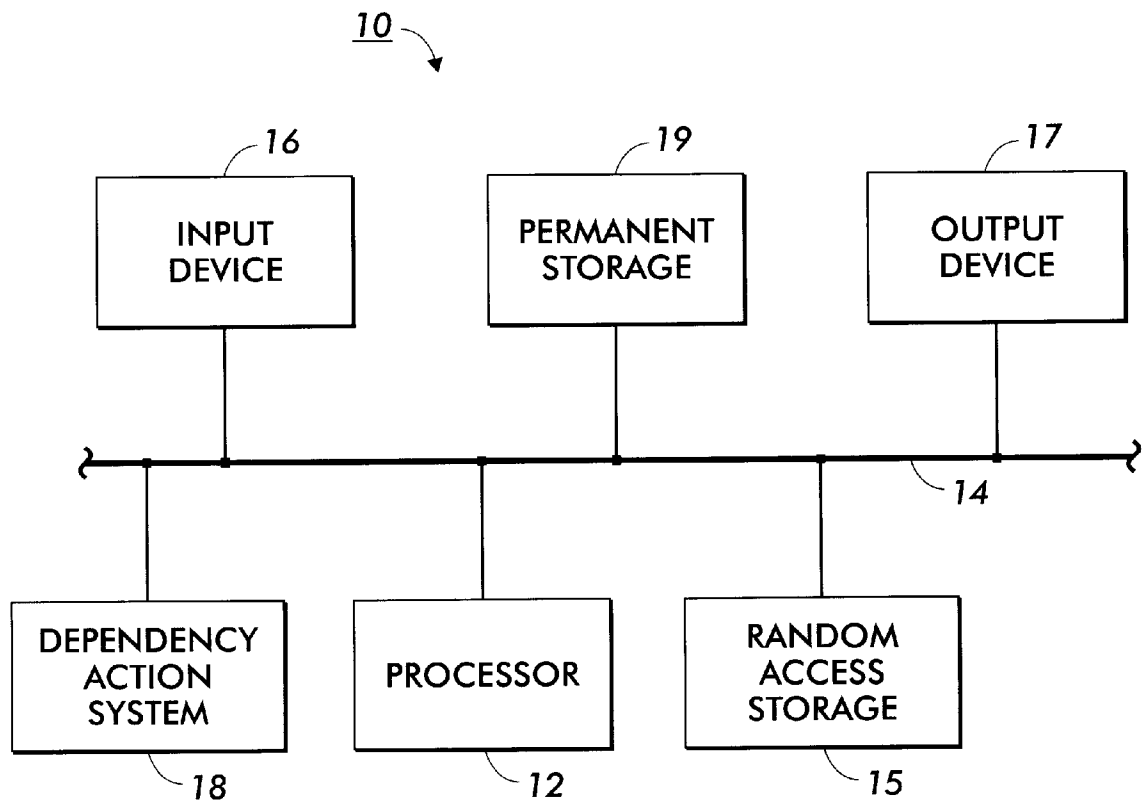 10
16
19
17
INPUT
DEVICE
PERMANENT
STORAGE
OUTPUT
DEVICE
14
DEPENDENCY
ACTION
SYSTEM
PROCESSOR
RANDOM
ACCESS
STORAGE
18
12
15